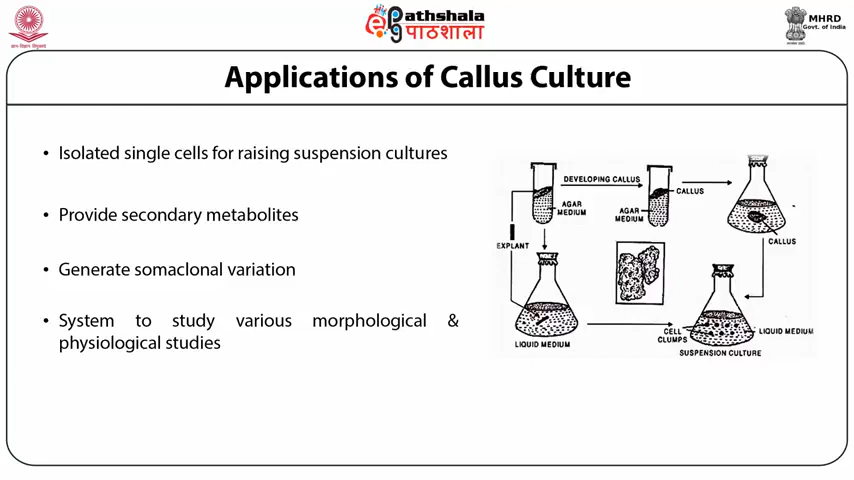 Pathshala
पाठशाला
MHRD
Govt. of India
Applications of Callus Culture
• Isolated single cells for raising suspension cultures
• Provide secondary metabolites
• Generate somaclonal variation
• System to study various morphological &
physiological studies
DEVELOPING CALLUS
CALLUS
AGAR
MEDIUM
AGAR
MEDIUM
EXPLANT
CALLUS
LIQUID MEDIUM
CELL
CLUMPS
LIQUID MEDIUM
SUSPENSION CULTURE